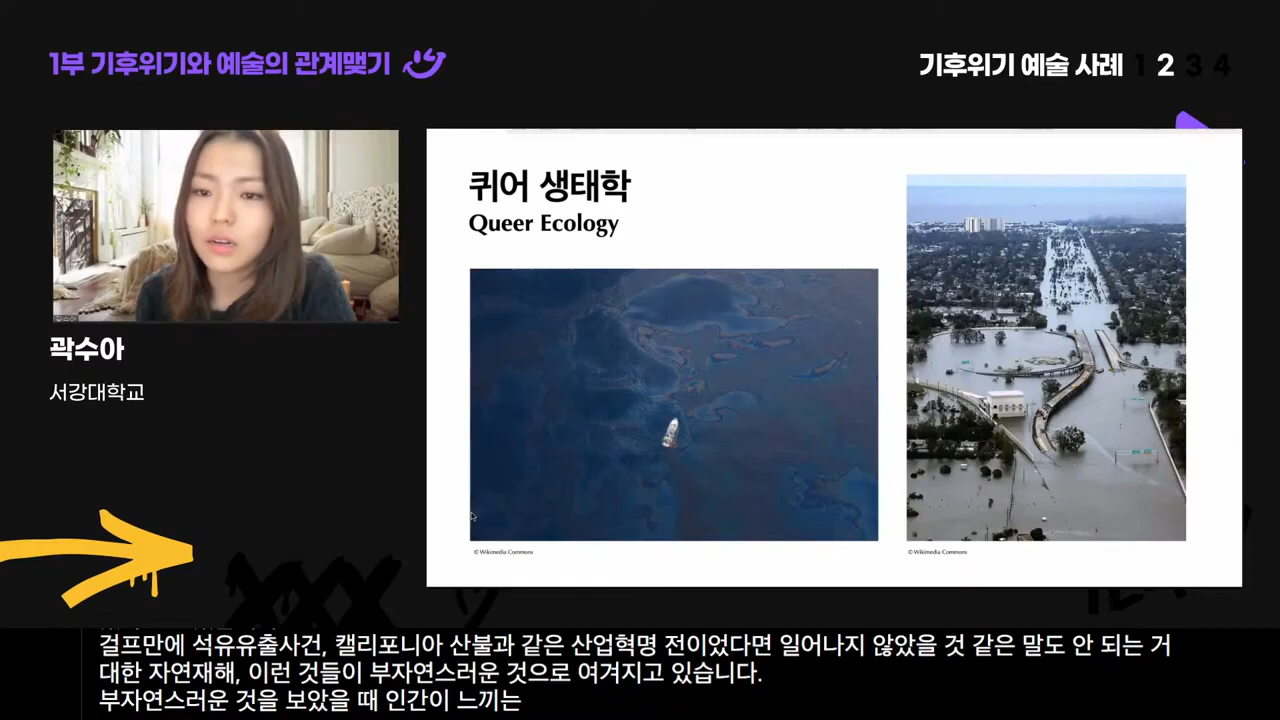 1부 기후위기와 예술의 관계맺기
기후위기 예술 사례 1 2 3 4
곽수아
서강대학교
퀴어 생태학
Queer Ecology
© Wikimedia Commons
© Wikimedia Commons
걸프만에 석유유출사건, 캘리포니아 산불과 같은 산업혁명 전이었다면 일어나지 않았을 것 같은 말도 안 되는 거
대한 자연재해, 이런 것들이 부자연스러운 것으로 여겨지고 있습니다.
부자연스러운 것을 보았을 때 인간이 느끼는